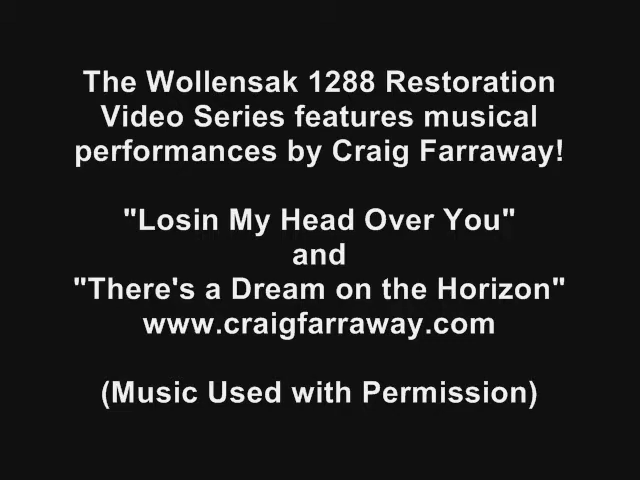 The Wollensak 1288 Restoration
Video Series features musical
performances by Craig Farraway!
"Losin My Head Over You"
and
"There's a Dream on the Horizon"
www.craigfarraway.com
(Music Used with Permission)